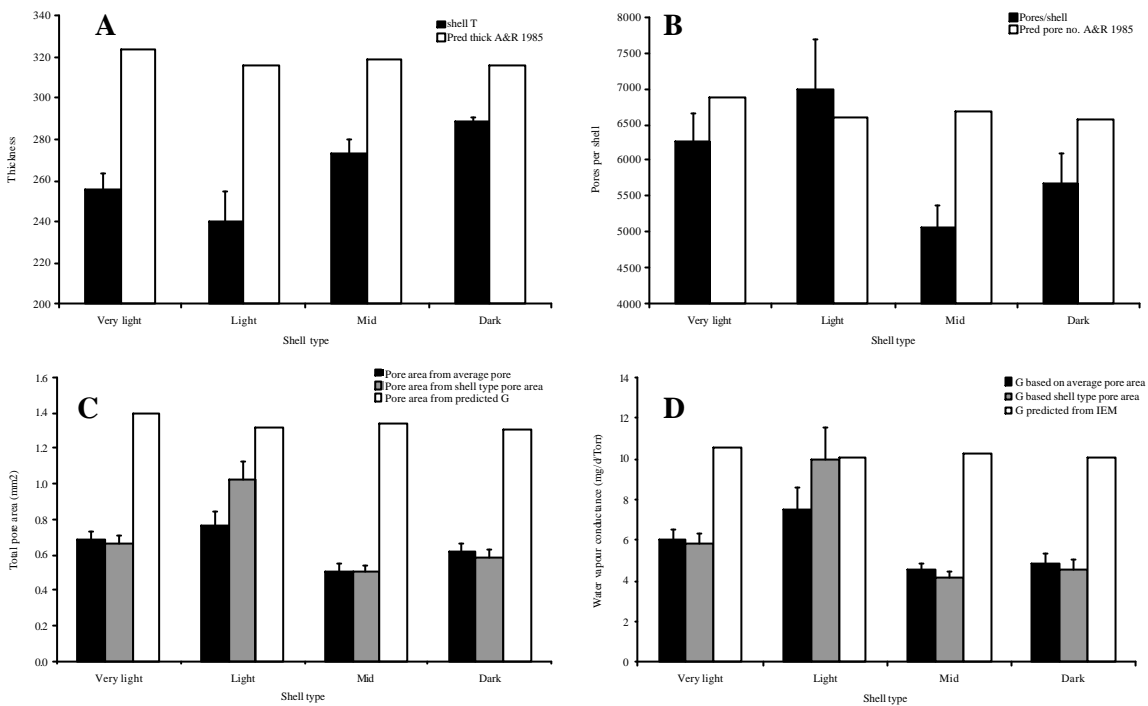 A
shell T
Pred thick A&R 1985
340
320
300
280
260
240
220
200
Thickness
Very light Light Mid Dark
Shell type
B
Pores/shell
Pred pore no. A&R 1985
8000
7500
7000
6500
6000
5500
5000
4500
4000
Pores per shell
Very light Light Mid Dark
Shell type
C
Pore area from average pore
Pore area from shell type pore area
Pore area from predicted G
1.6
1.4
1.2
1.0
0.8
0.6
0.4
0.2
0.0
Total pore area (mm2)
Very light Light Mid Dark
Shell type
D
G based on average pore area
G based shell type pore area
G predicted from IEM
14
12
10
8
6
4
2
0
Water vapour conductance (mg/d/Torr)
Very light Light Mid Dark
Shell type